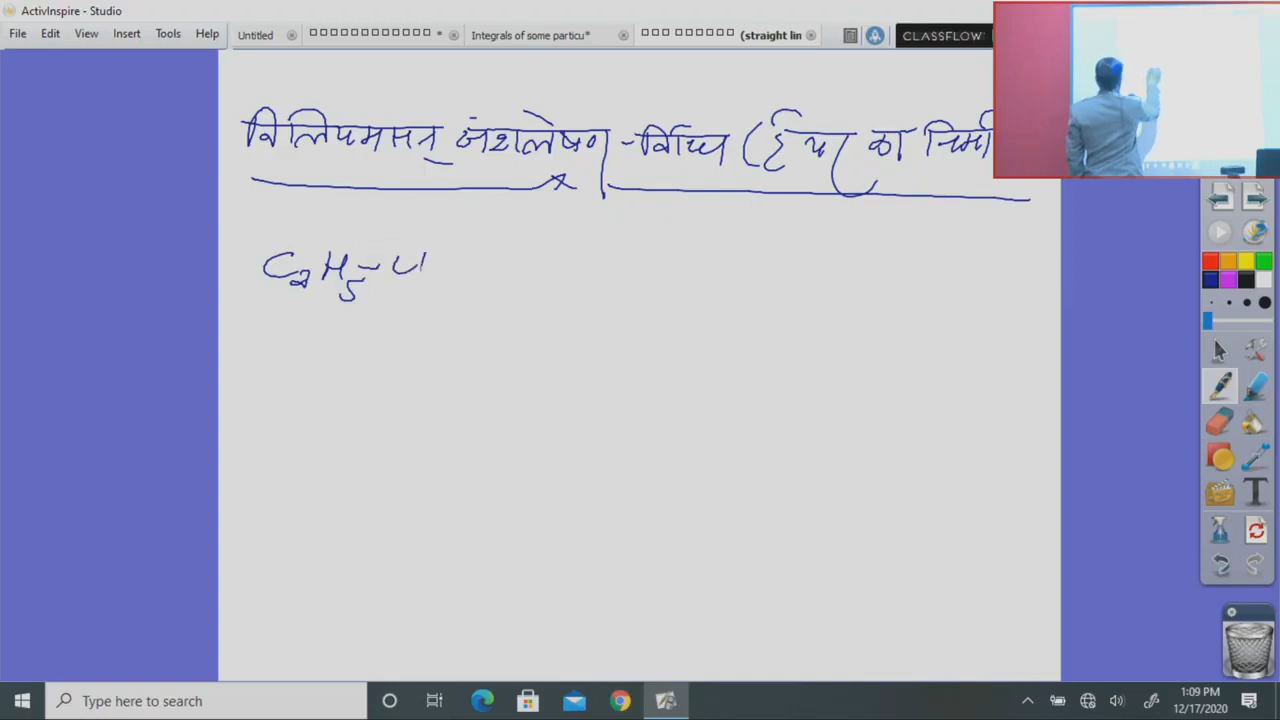 ActivInspire - Studio
File Edit View Insert Tools Help
Untitled □□□□□□□□□□□□ * Integrals of some particu* □□□ □□□□□□□ (straight lin CLASSFLOW
विलियमसन संश्लेषण विधि (ईथर का निर्मा
C₂H₅-Cl
Type here to search
1:09 PM
12/17/2020